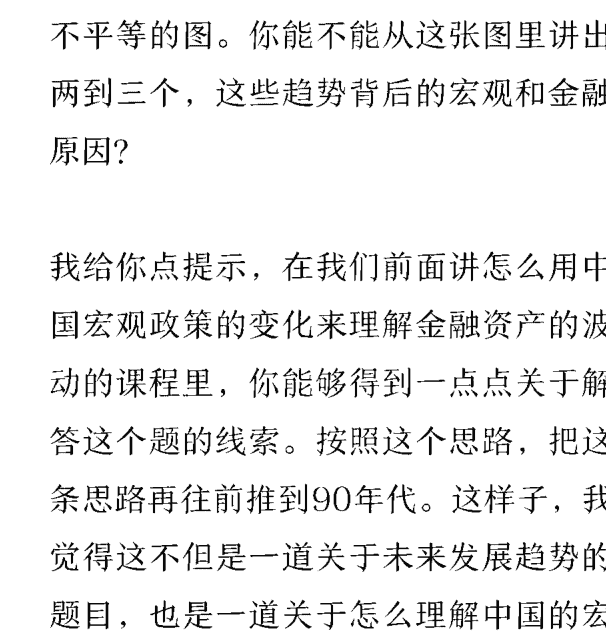 不平等的图。你能不能从这张图里讲出
两到三个，这些趋势背后的宏观和金融
原因?
我给你点提示，在我们前面讲怎么用中
国宏观政策的变化来理解金融资产的波
动的课程里，你能够得到一点点关于解
答这个题的线索。按照这个思路，把这
条思路再往前推到90年代。这样子，我
觉得这不但是一道关于未来发展趋势的
题目，也是一道关于怎么理解中国的宏